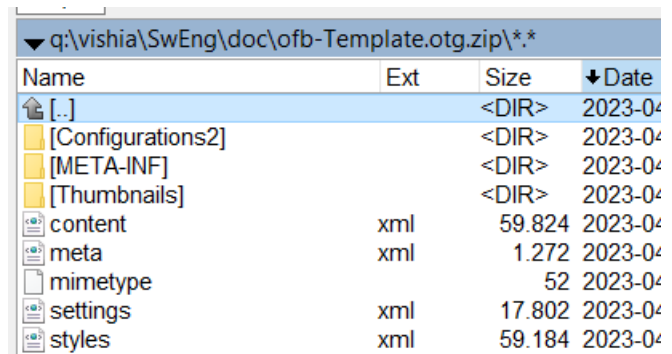 q:\vishia\SwEng\doc\ofb-Template.otg.zip\*.*
Name Ext Size Date
[..] <DIR> 2023-04
[Configurations2] <DIR> 2023-04
[META-INF] <DIR> 2023-04
[Thumbnails] <DIR> 2023-04
content xml 59.824 2023-04
meta xml 1.272 2023-04
mimetype 52 2023-04
settings xml 17.802 2023-04
styles xml 59.184 2023-04